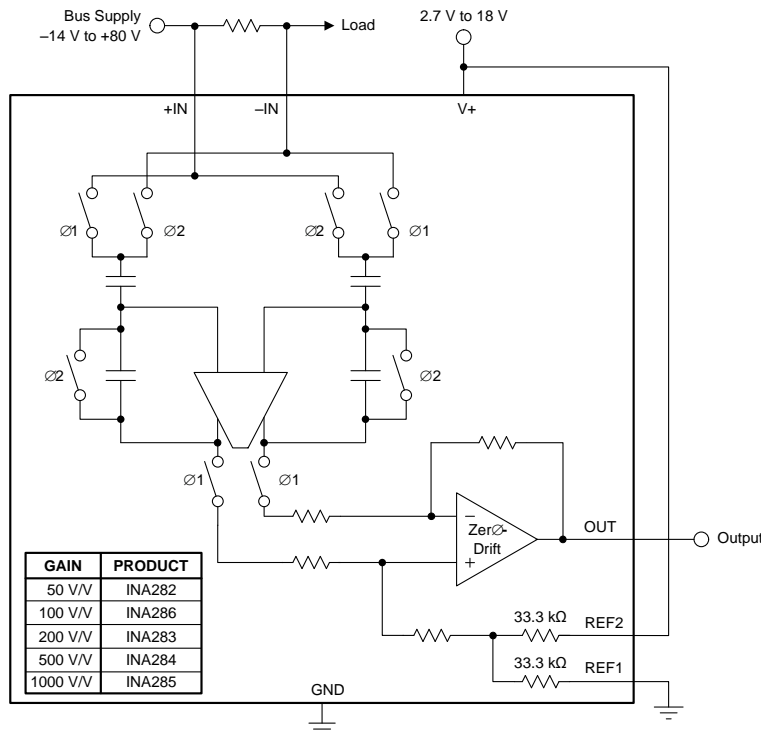 Bus Supply
–14 V to +80 V
Load
2.7 V to 18 V
+IN
–IN
V+
∅1
∅2
∅2
∅1
∅2
∅2
∅1
∅1
–
Zer∅-
Drift
+
OUT
Output
33.3 kΩ
REF2
33.3 kΩ
REF1
GND
GAIN PRODUCT
50 V/V INA282
100 V/V INA286
200 V/V INA283
500 V/V INA284
1000 V/V INA285